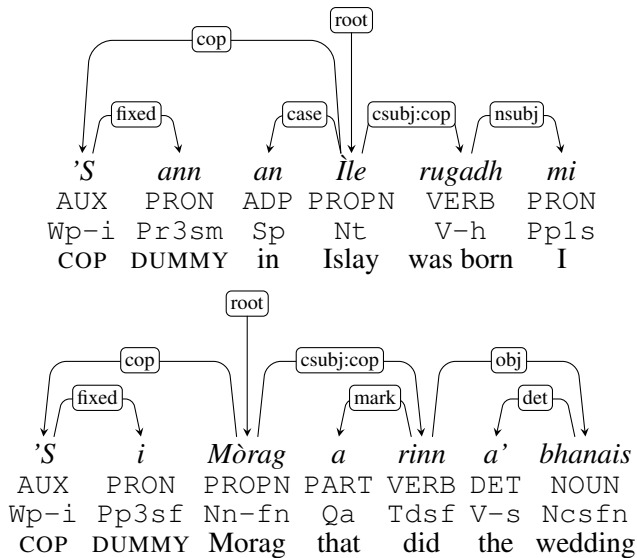 root
cop
fixed case csubj:cop nsubj
’S ann an Ìle rugadh mi
AUX PRON ADP PROPN VERB PRON
Wp-i Pr3sm Sp Nt V-h Pp1s
COP DUMMY in Islay was born I
root
cop csubj:cop obj
fixed mark det
’S i Mòrag a rinn a’ bhanais
AUX PRON PROPN PART VERB DET NOUN
Wp-i Pp3sf Nn-fn Qa Tdsf V-s Ncsfn
COP DUMMY Morag that did the wedding